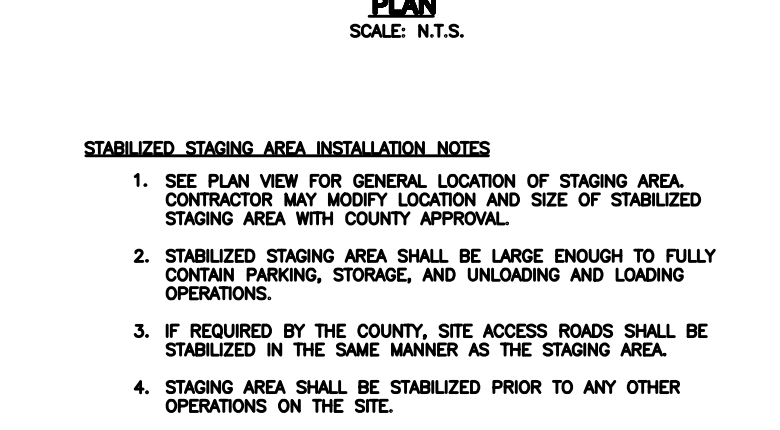 PLAN
SCALE: N.T.S.
STABILIZED STAGING AREA INSTALLATION NOTES
1. SEE PLAN VIEW FOR GENERAL LOCATION OF STAGING AREA.
CONTRACTOR MAY MODIFY LOCATION AND SIZE OF STABILIZED
STAGING AREA WITH COUNTY APPROVAL.
2. STABILIZED STAGING AREA SHALL BE LARGE ENOUGH TO FULLY
CONTAIN PARKING, STORAGE, AND UNLOADING AND LOADING
OPERATIONS.
3. IF REQUIRED BY THE COUNTY, SITE ACCESS ROADS SHALL BE
STABILIZED IN THE SAME MANNER AS THE STAGING AREA.
4. STAGING AREA SHALL BE STABILIZED PRIOR TO ANY OTHER
OPERATIONS ON THE SITE.